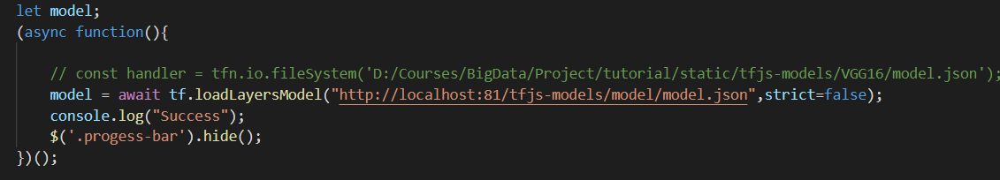 let model;
(async function(){
// const handler = tfn.io.fileSystem('D:/Courses/BigData/Project/tutorial/static/tfjs-models/VGG16/model.json');
model = await tf.loadLayersModel("http://localhost:81/tfjs-models/model/model.json",strict=false);
console.log("Success");
$('.progess-bar').hide();
})();